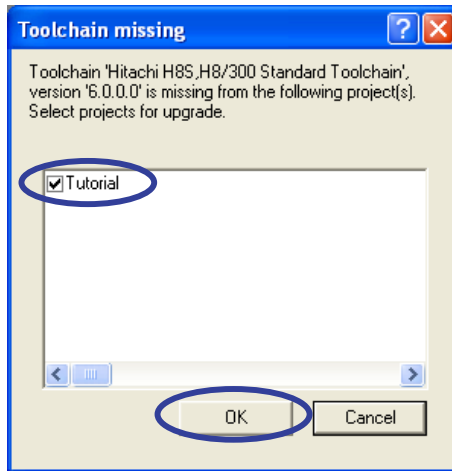 Toolchain missing
Toolchain 'Hitachi H8S,H8/300 Standard Toolchain',
version '6.0.0.0' is missing from the following project(s).
Select projects for upgrade.
Tutorial
OK
Cancel